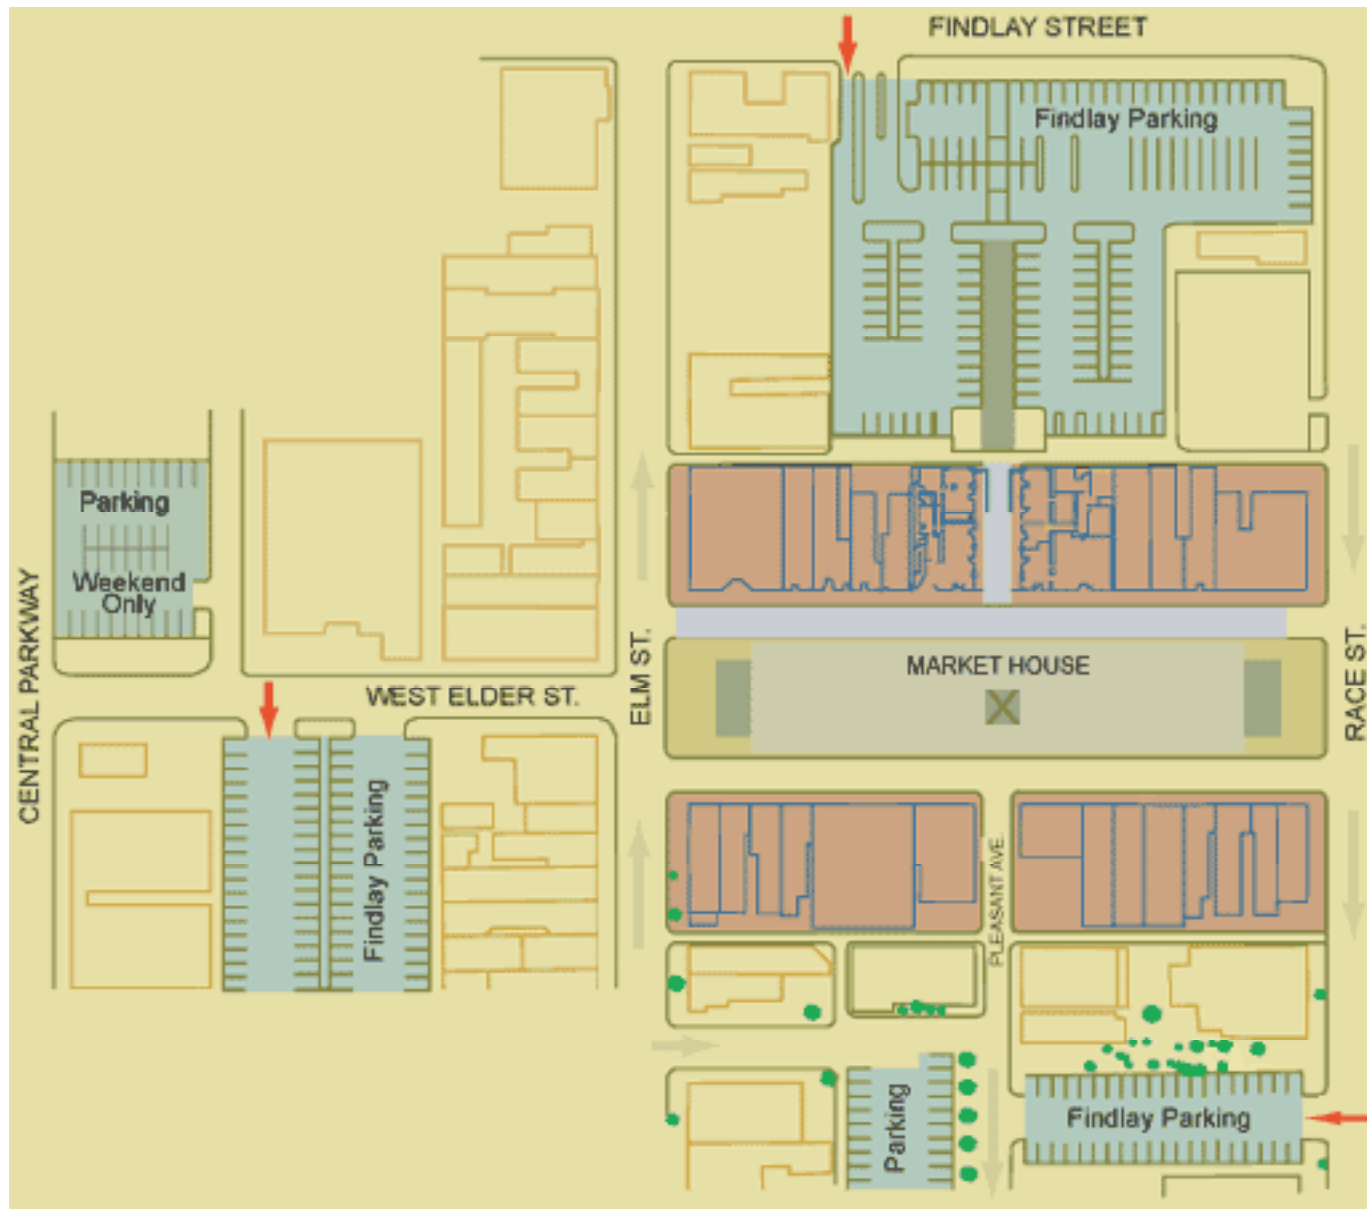 FINDLAY STREET
Findlay Parking
Parking
Weekend
Only
CENTRAL PARKWAY
WEST ELDER ST.
ELM ST.
MARKET HOUSE
RACE ST.
Findlay Parking
PLEASANT AVE.
Parking
Findlay Parking